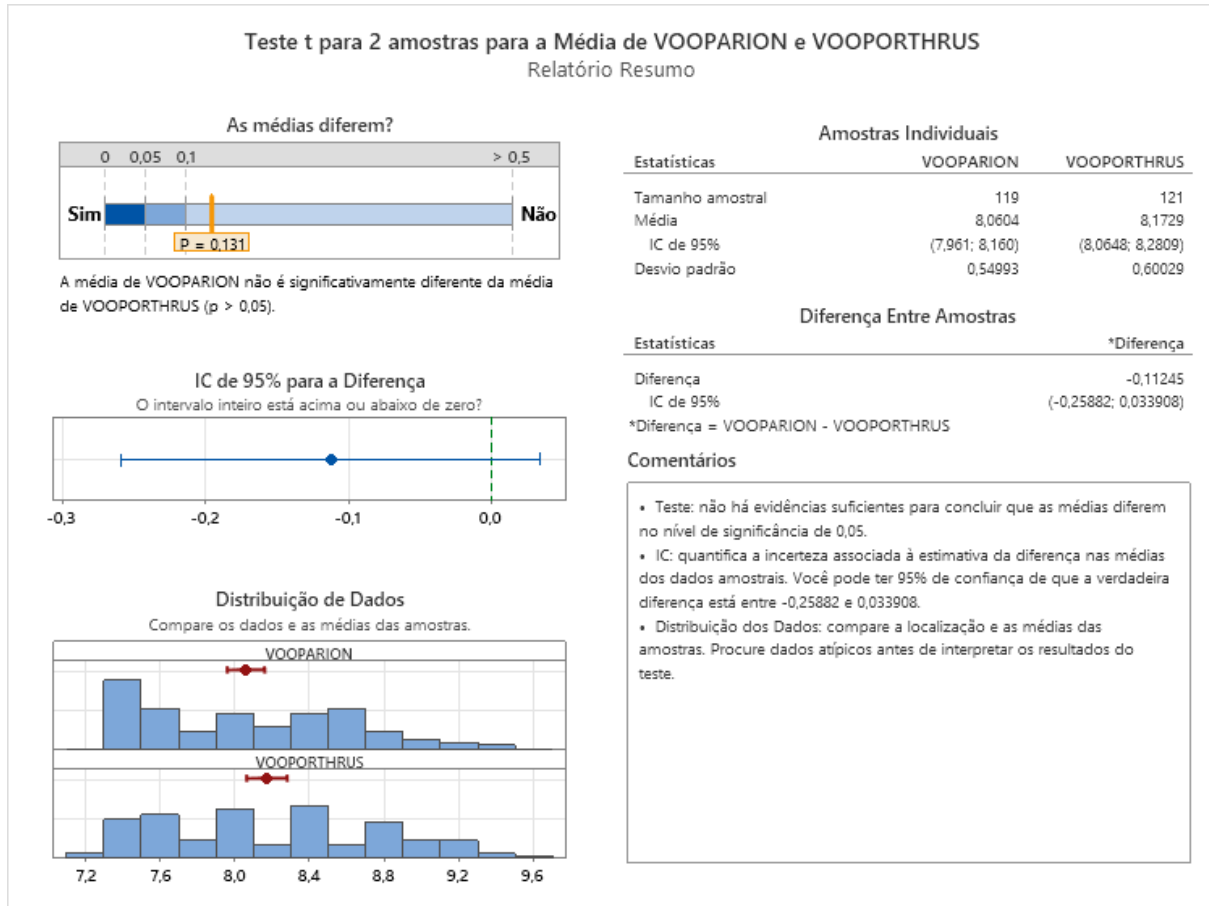 Teste t para 2 amostras para a Média de VOOPARION e VOOPORTHRUS
Relatório Resumo
As médias diferem?
0 0,05 0,1 > 0,5
Sim Não
P = 0,131
A média de VOOPARION não é significativamente diferente da média
de VOOPORTHRUS (p > 0,05).
IC de 95% para a Diferença
O intervalo inteiro está acima ou abaixo de zero?
-0,3 -0,2 -0,1 0,0
Distribuição de Dados
Compare os dados e as médias das amostras.
VOOPARION
VOOPORTHRUS
7,2 7,6 8,0 8,4 8,8 9,2 9,6
Amostras Individuais
Estatísticas VOOPARION VOOPORTHRUS
Tamanho amostral 119 121
Média 8,0604 8,1729
IC de 95% (7,961; 8,160) (8,0648; 8,2809)
Desvio padrão 0,54993 0,60029
Diferença Entre Amostras
Estatísticas *Diferença
Diferença -0,11245
IC de 95% (-0,25882; 0,033908)
*Diferença = VOOPARION - VOOPORTHRUS
Comentários
• Teste: não há evidências suficientes para concluir que as médias diferem
no nível de significância de 0,05.
• IC: quantifica a incerteza associada à estimativa da diferença nas médias
dos dados amostrais. Você pode ter 95% de confiança de que a verdadeira
diferença está entre -0,25882 e 0,033908.
• Distribuição dos Dados: compare a localização e as médias das
amostras. Procure dados atípicos antes de interpretar os resultados do
teste.